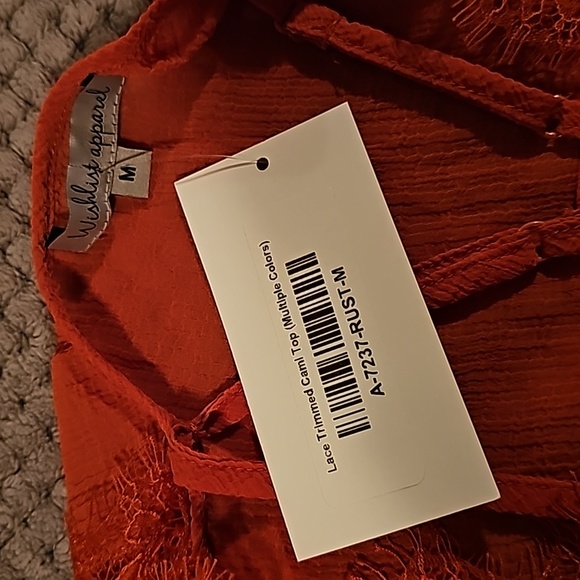 Wishlist apparel
M
Lace Trimmed Cami Top (Multiple Colors)
A-7237-RUST-M